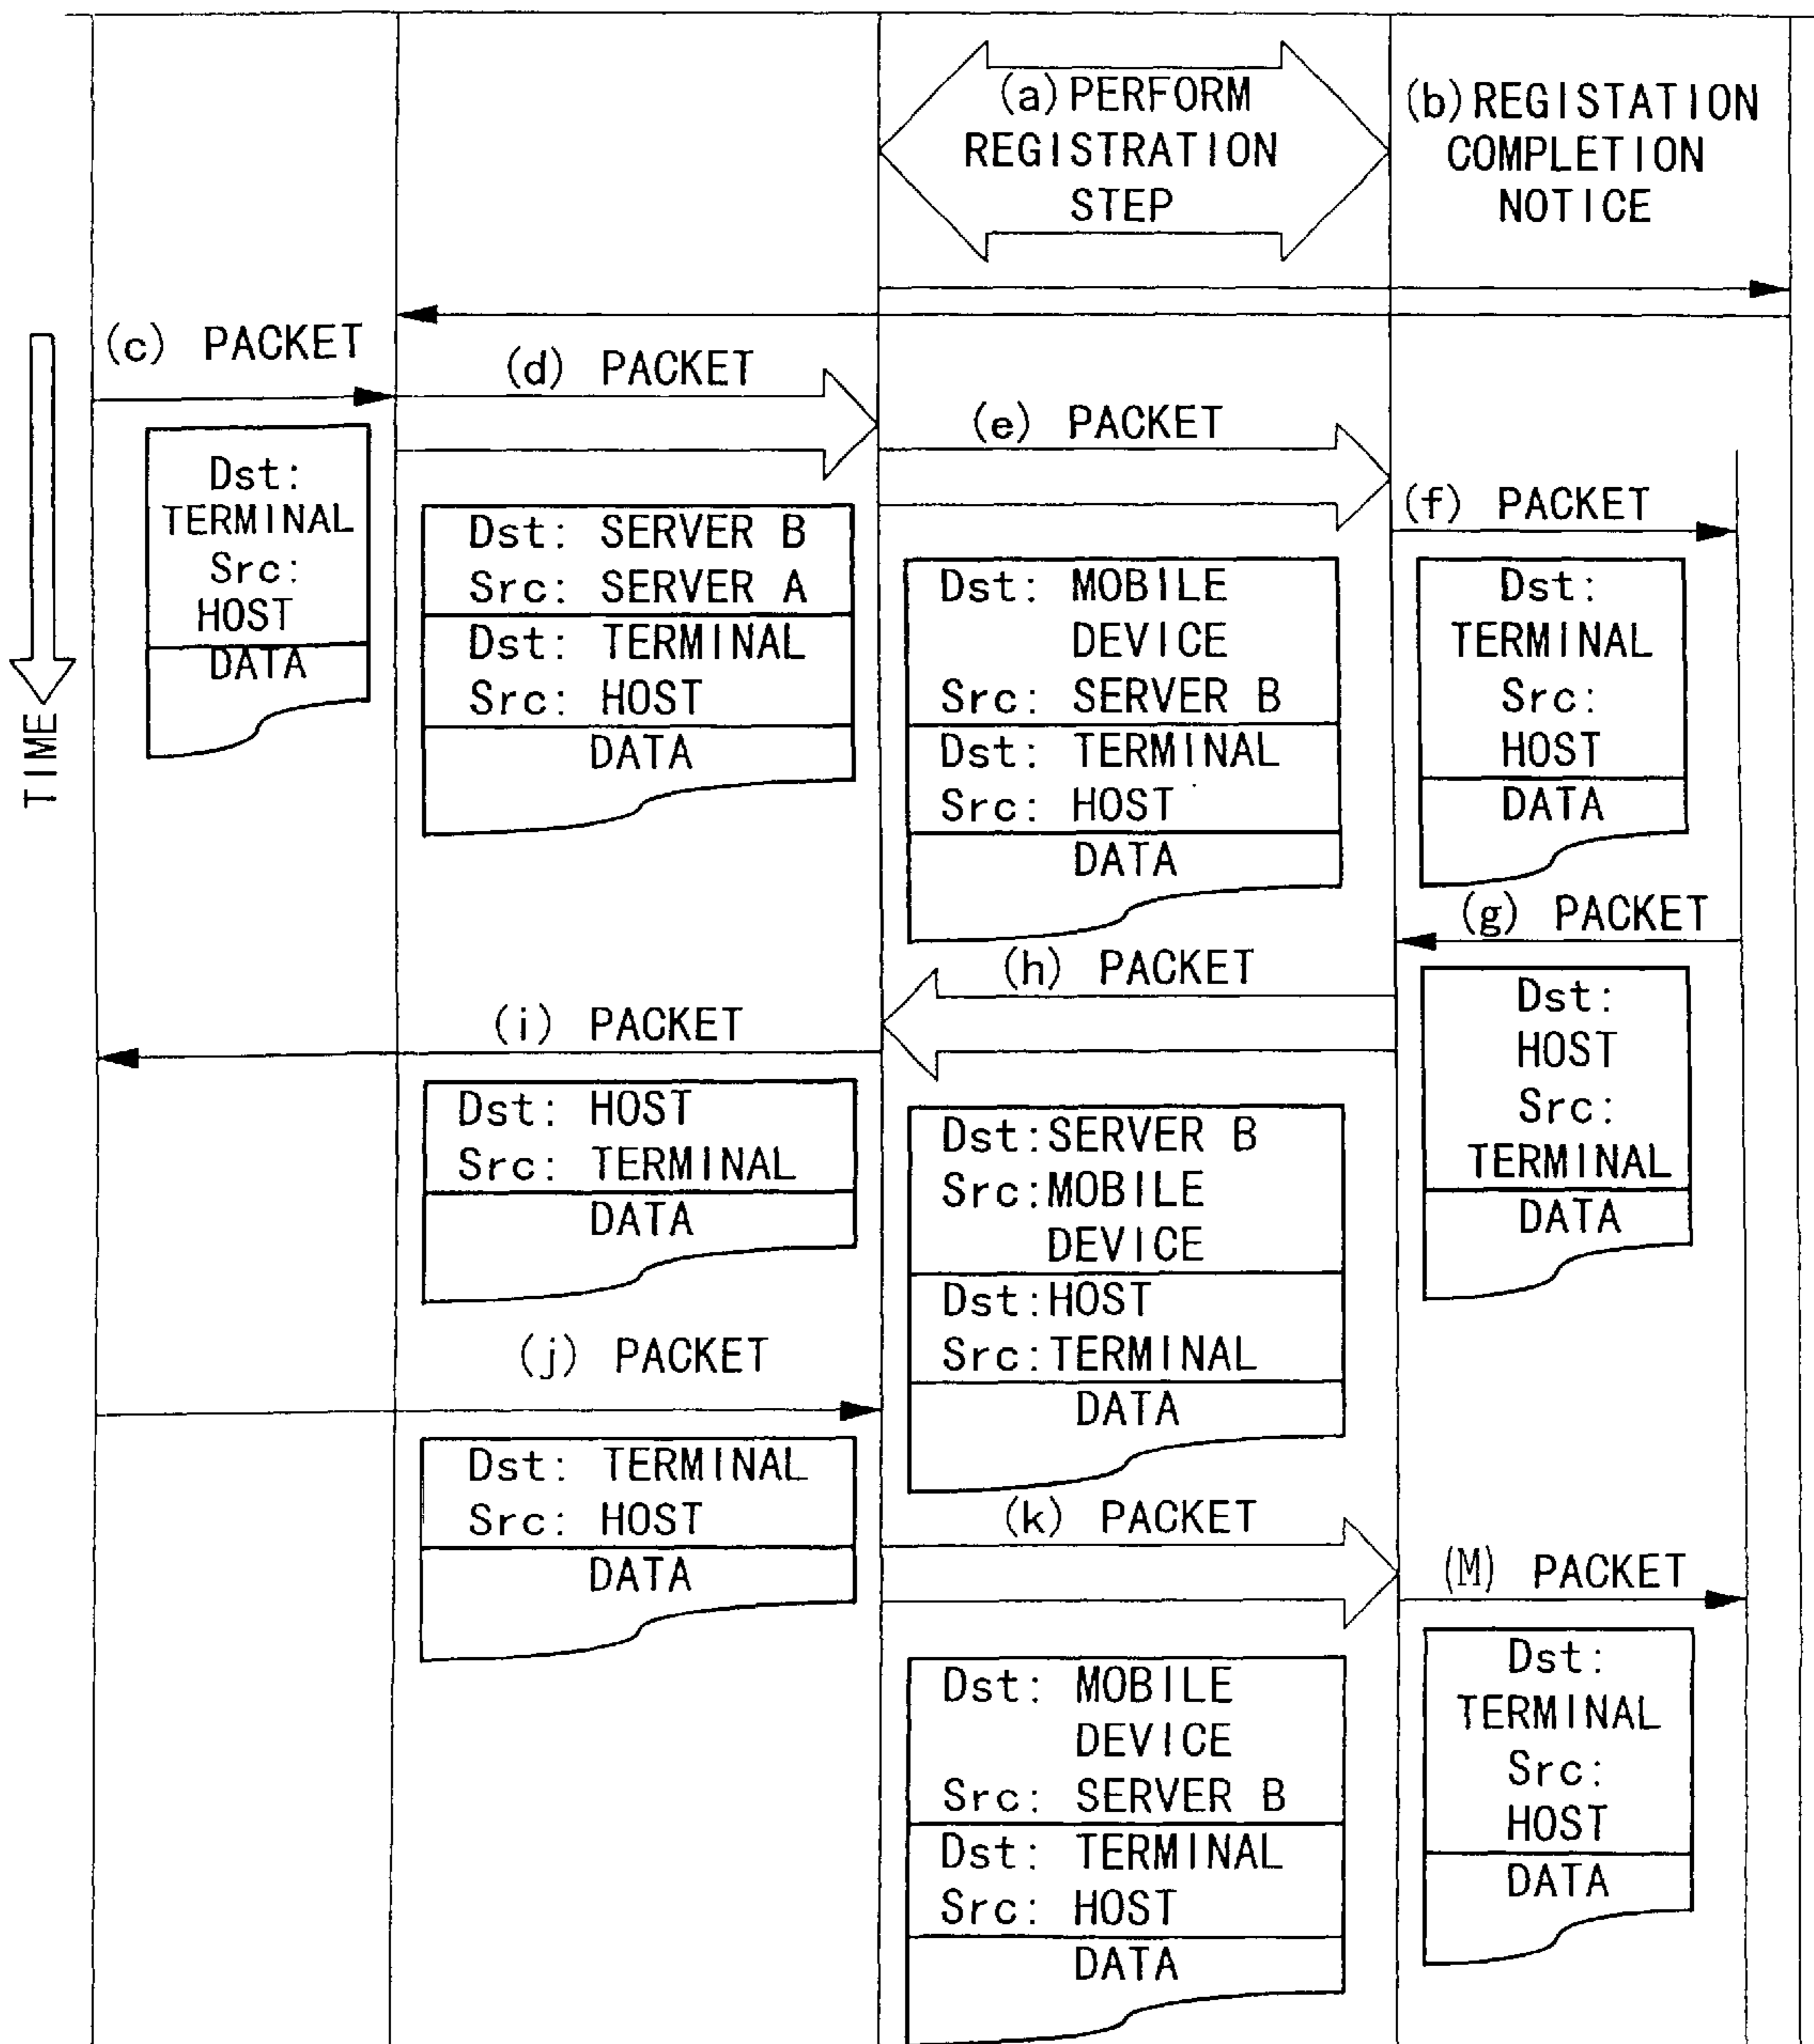 (a) PERFORM
REGISTRATION
STEP
(b) REGISTATION
COMPLETION
NOTICE
TIME
(c) PACKET
Dst:
TERMINAL
Src:
HOST
DATA
(d) PACKET
Dst: SERVER B
Src: SERVER A
Dst: TERMINAL
Src: HOST
DATA
(e) PACKET
Dst: MOBILE
DEVICE
Src: SERVER B
Dst: TERMINAL
Src: HOST
DATA
(f) PACKET
Dst:
TERMINAL
Src:
HOST
DATA
(g) PACKET
Dst:
HOST
Src:
TERMINAL
DATA
(h) PACKET
Dst:SERVER B
Src:MOBILE
DEVICE
Dst:HOST
Src:TERMINAL
DATA
(i) PACKET
Dst: HOST
Src: TERMINAL
DATA
(j) PACKET
Dst: TERMINAL
Src: HOST
DATA
(k) PACKET
Dst: MOBILE
DEVICE
Src: SERVER B
Dst: TERMINAL
Src: HOST
DATA
(M) PACKET
Dst:
TERMINAL
Src:
HOST
DATA